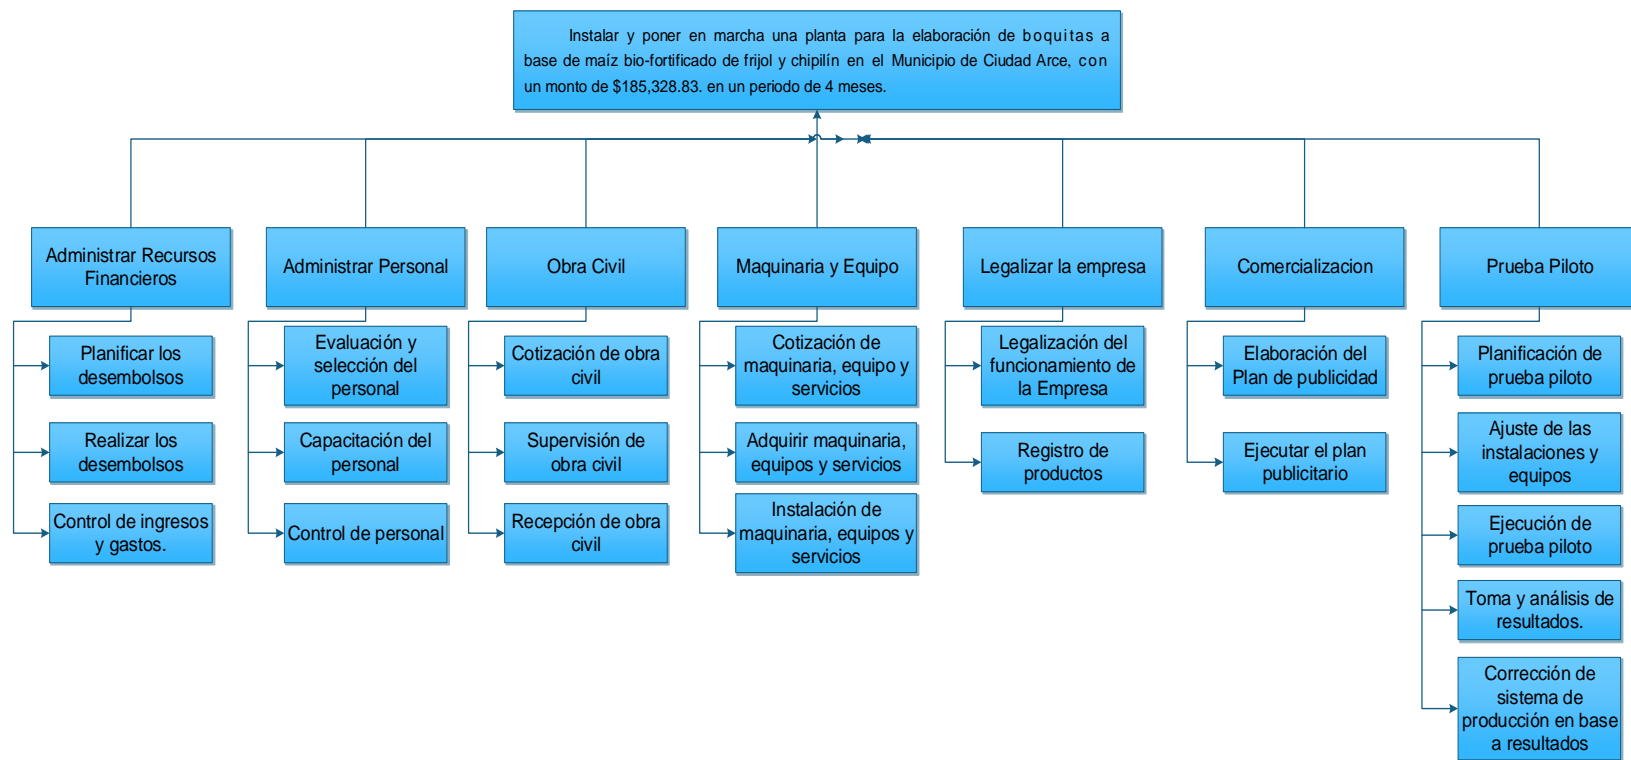 Instalar y poner en marcha una planta para la elaboración de boquitas a
base de maíz bio-fortificado de frijol y chipilín en el Municipio de Ciudad Arce, con
un monto de $185,328.83. en un periodo de 4 meses.
Administrar Recursos
Financieros
Administrar Personal
Obra Civil
Maquinaria y Equipo
Legalizar la empresa
Comercializacion
Prueba Piloto
Planificar los
desembolsos
Realizar los
desembolsos
Control de ingresos
y gastos.
Evaluación y
selección del
personal
Capacitación del
personal
Control de personal
Cotización de obra
civil
Supervisión de
obra civil
Recepción de obra
civil
Cotización de
maquinaria, equipo y
servicios
Adquirir maquinaria,
equipos y servicios
Instalación de
maquinaria, equipos y
servicios
Legalización del
funcionamiento de
la Empresa
Registro de
productos
Elaboración del
Plan de publicidad
Ejecutar el plan
publicitario
Planificación de
prueba piloto
Ajuste de las
instalaciones y
equipos
Ejecución de
prueba piloto
Toma y análisis de
resultados.
Corrección de
sistema de
producción en base
a resultados